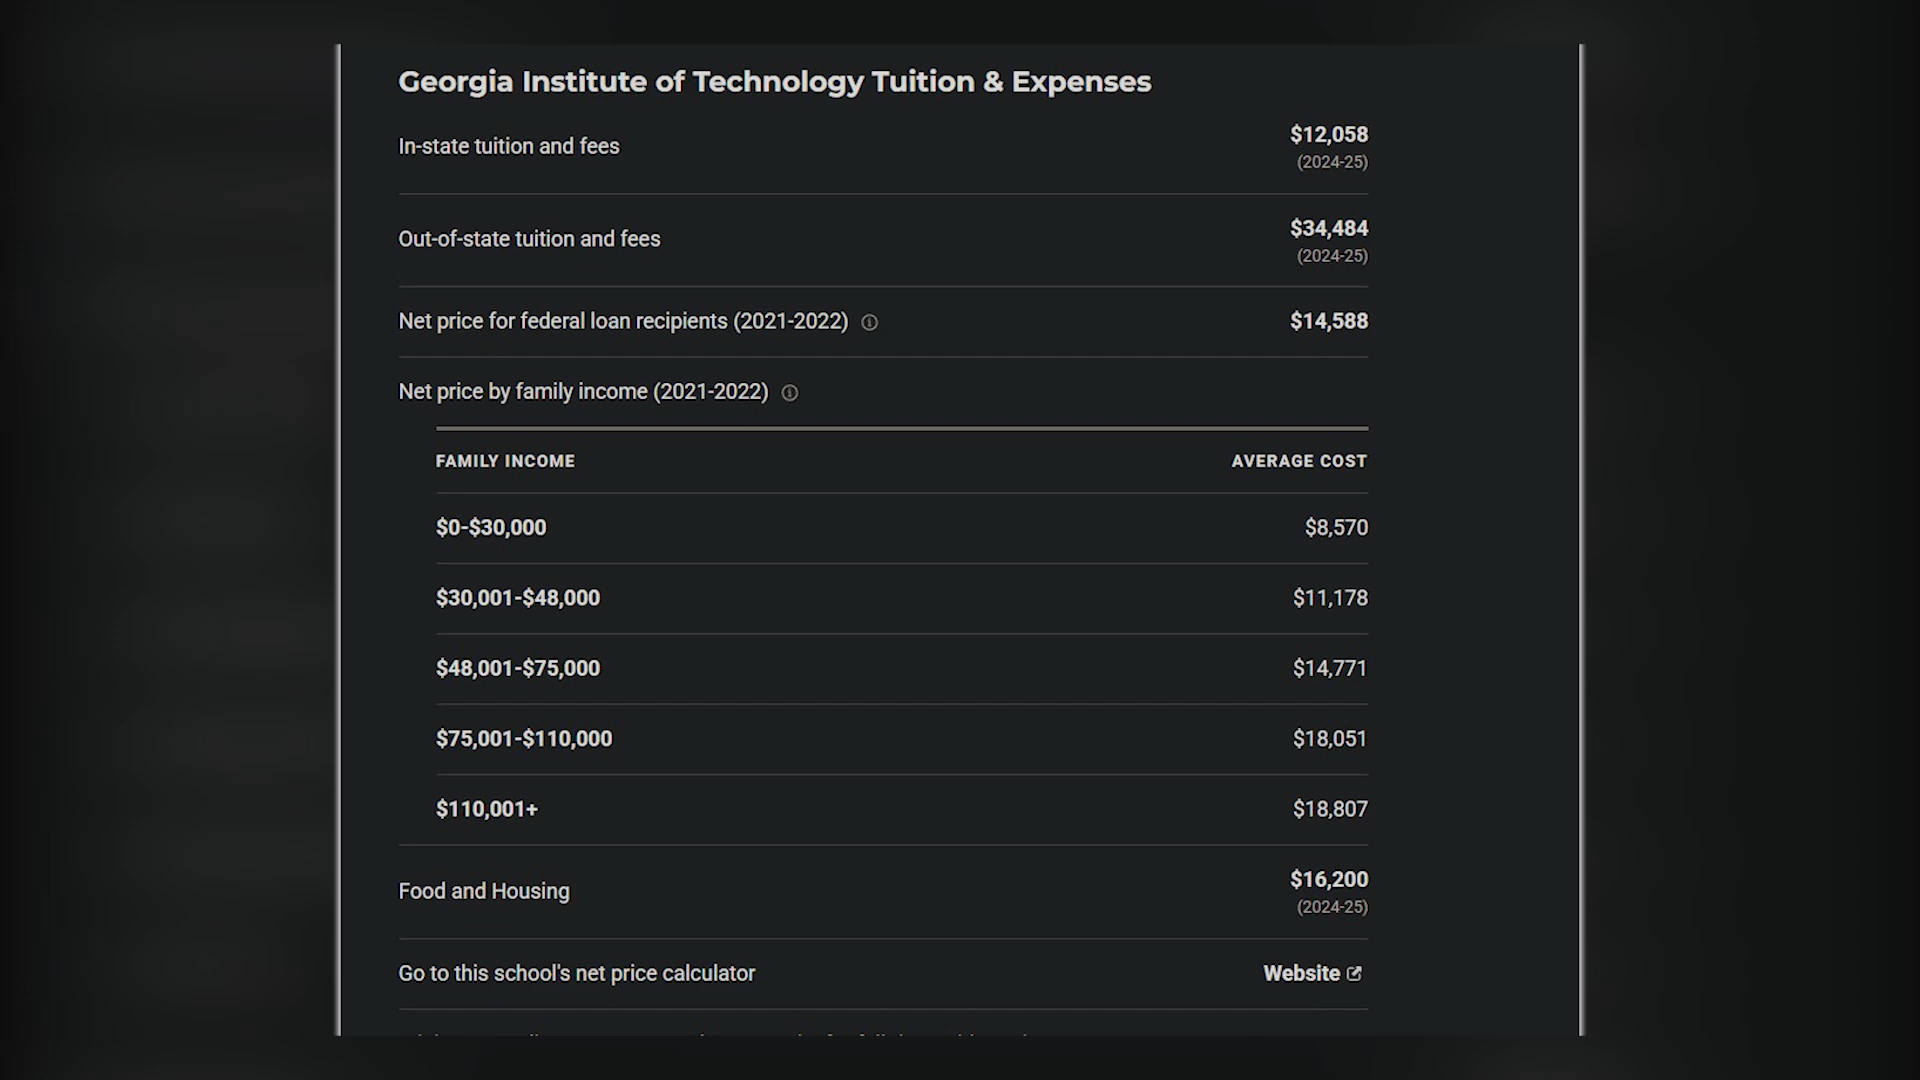 Georgia Institute of Technology Tuition & Expenses
In-state tuition and fees
$12,058
(2024-25)
Out-of-state tuition and fees
$34,484
(2024-25)
Net price for federal loan recipients (2021-2022)
$14,588
Net price by family income (2021-2022)
FAMILY INCOME
AVERAGE COST
$0-$30,000
$8,570
$30,001-$48,000
$11,178
$48,001-$75,000
$14,771
$75,001-$110,000
$18,051
$110,001+
$18,807
Food and Housing
$16,200
(2024-25)
Go to this school's net price calculator
Website